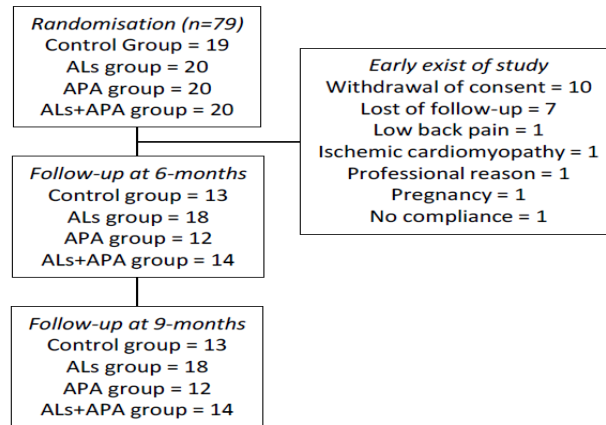 Randomisation (n=79)
Control Group = 19
ALs group = 20
APA group = 20
ALs+APA group = 20
Early exist of study
Withdrawal of consent = 10
Lost of follow-up = 7
Low back pain = 1
Ischemic cardiomyopathy = 1
Professional reason = 1
Pregnancy = 1
No compliance = 1
Follow-up at 6-months
Control group = 13
ALs group = 18
APA group = 12
ALs+APA group = 14
Follow-up at 9-months
Control group = 13
ALs group = 18
APA group = 12
ALs+APA group = 14